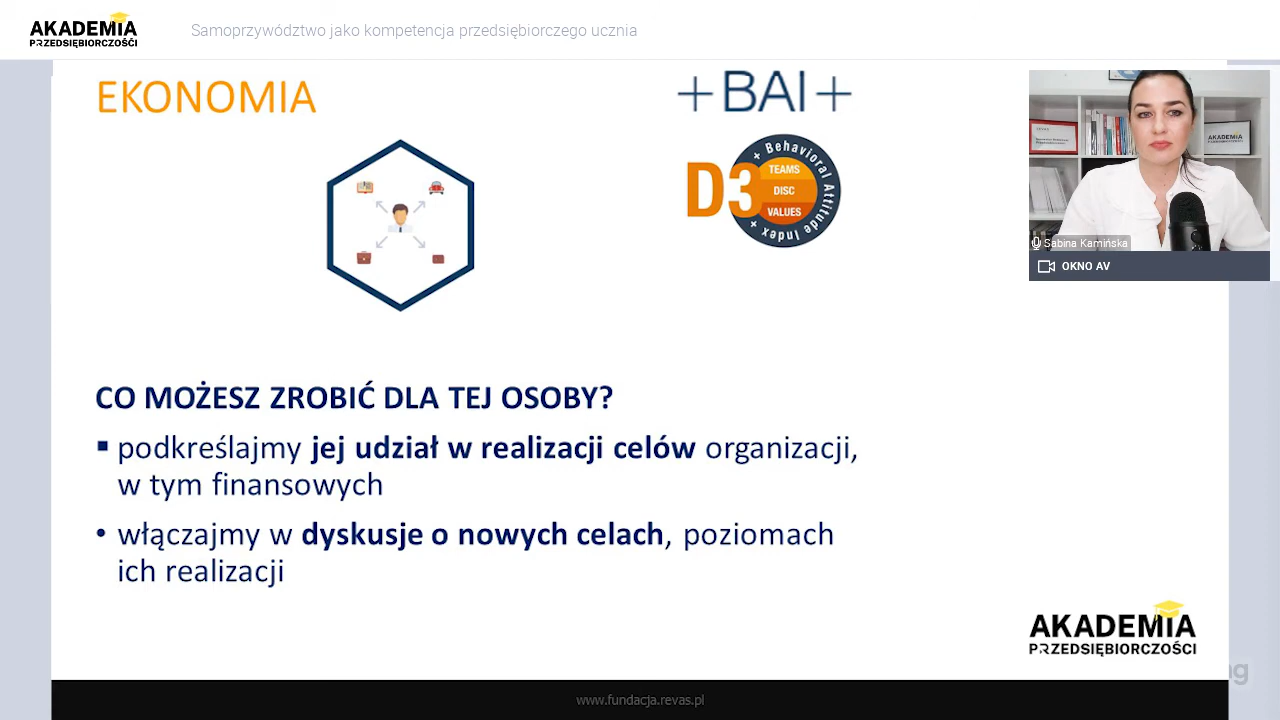 AKADEMIA
PRZEDSIĘBIORCZOŚCI
Samoprzywództwo jako kompetencja przedsiębiorczego ucznia
EKONOMIA
+BAI+
D3
+ Behavioral Attitude Index +
TEAMS
DISC
VALUES
AKADEMIA
PRZEDSIĘBIORCZOŚCI
Sabina Kamińska
OKNO AV
CO MOŻESZ ZROBIĆ DLA TEJ OSOBY?
▪ podkreślajmy jej udział w realizacji celów organizacji,
w tym finansowych
• włączajmy w dyskusje o nowych celach, poziomach
ich realizacji
AKADEMIA
PRZEDSIĘBIORCZOŚCI
www.fundacja.revas.pl